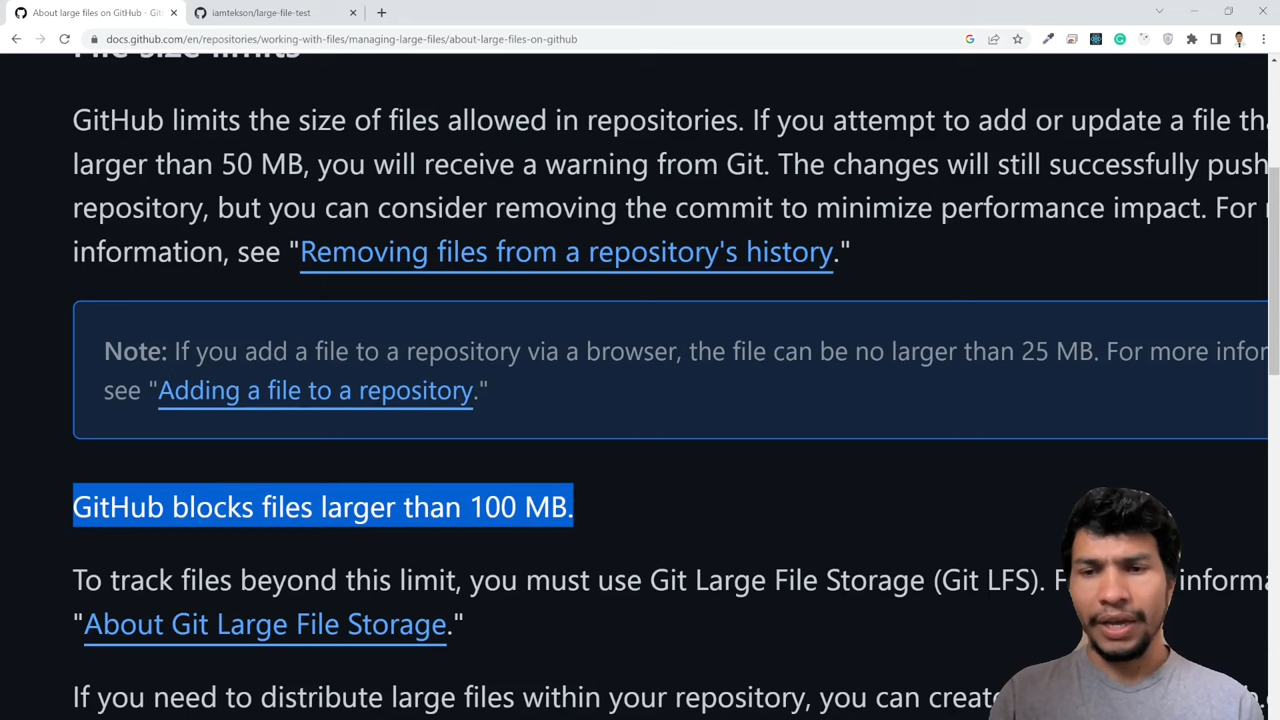 About large files on GitHub - Git
iamtekson/large-file-test
docs.github.com/en/repositories/working-with-files/managing-large-files/about-large-files-on-github
File size limits
GitHub limits the size of files allowed in repositories. If you attempt to add or update a file tha
larger than 50 MB, you will receive a warning from Git. The changes will still successfully push
repository, but you can consider removing the commit to minimize performance impact. For
information, see "Removing files from a repository's history."
Note: If you add a file to a repository via a browser, the file can be no larger than 25 MB. For more infor
see "Adding a file to a repository."
GitHub blocks files larger than 100 MB.
To track files beyond this limit, you must use Git Large File Storage (Git LFS). F informa
"About Git Large File Storage."
If you need to distribute large files within your repository, you can create